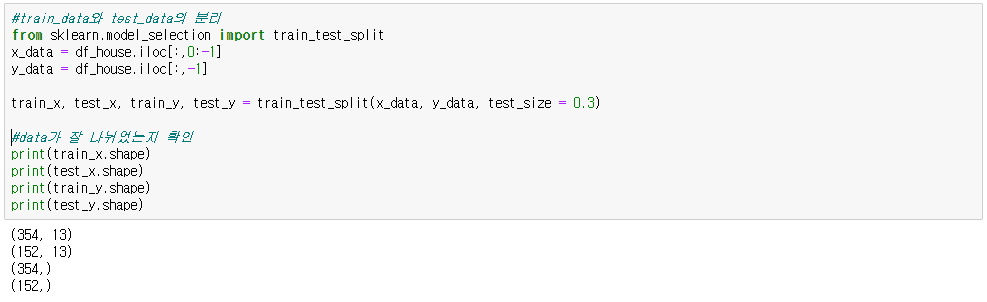 #train_data와 test_data의 분리
from sklearn.model_selection import train_test_split
x_data = df_house.iloc[:,0:-1]
y_data = df_house.iloc[:,-1]
train_x, test_x, train_y, test_y = train_test_split(x_data, y_data, test_size = 0.3)
#data가 잘 나뉘었는지 확인
print(train_x.shape)
print(test_x.shape)
print(train_y.shape)
print(test_y.shape)
(354, 13)
(152, 13)
(354,)
(152,)